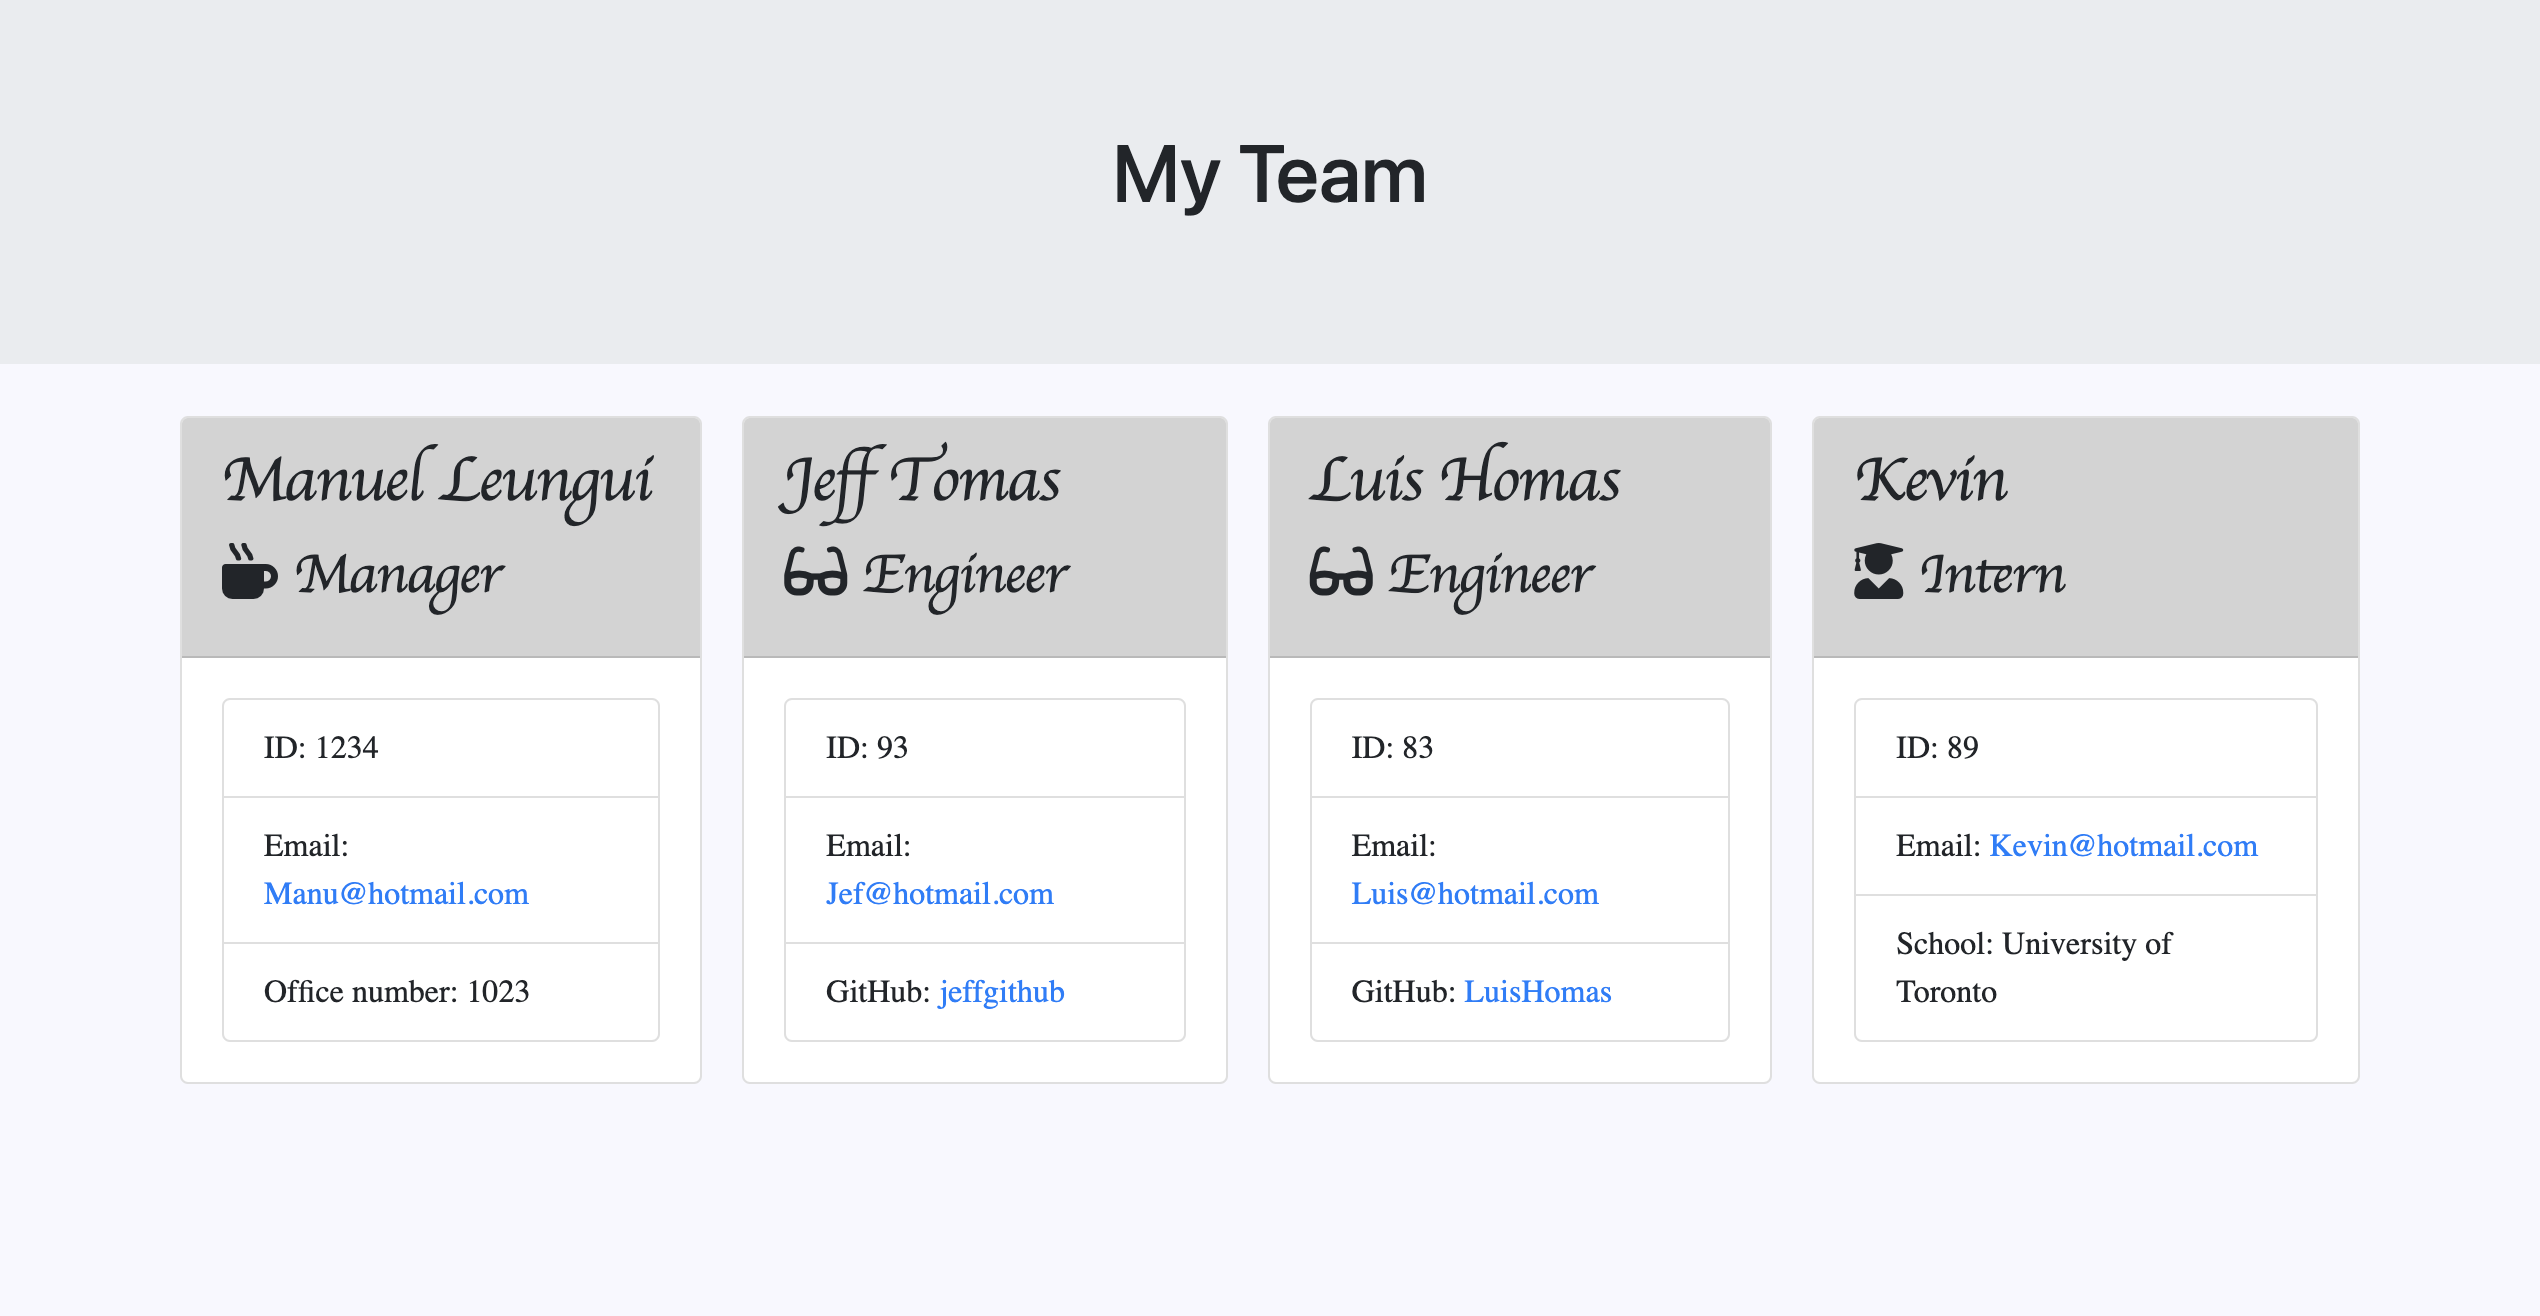 My Team
Manuel Leungui
Manager
ID: 1234
Email:
Manu@hotmail.com
Office number: 1023
Jeff Tomas
Engineer
ID: 93
Email:
Jef@hotmail.com
GitHub: jeffgithub
Luis Homas
Engineer
ID: 83
Email:
Luis@hotmail.com
GitHub: LuisHomas
Kevin
Intern
ID: 89
Email: Kevin@hotmail.com
School: University of
Toronto